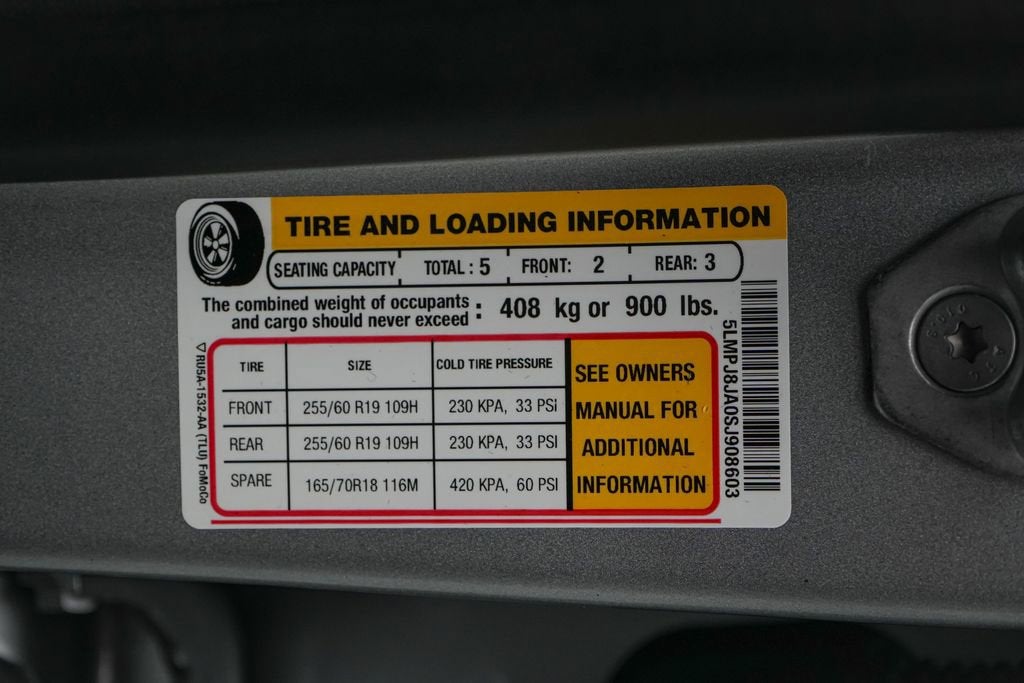 TIRE AND LOADING INFORMATION
SEATING CAPACITY TOTAL : 5 FRONT: 2 REAR: 3
The combined weight of occupants
and cargo should never exceed : 408 kg or 900 lbs.
TIRE SIZE COLD TIRE PRESSURE
FRONT 255/60 R19 109H 230 KPA, 33 PSi
REAR 255/60 R19 109H 230 KPA, 33 PSI
SPARE 165/70R18 116M 420 KPA, 60 PSI
SEE OWNERS
MANUAL FOR
ADDITIONAL
INFORMATION
RU5A-1532-AA (TLU) FoMoCo
5LMPJ8JA0SJ908603